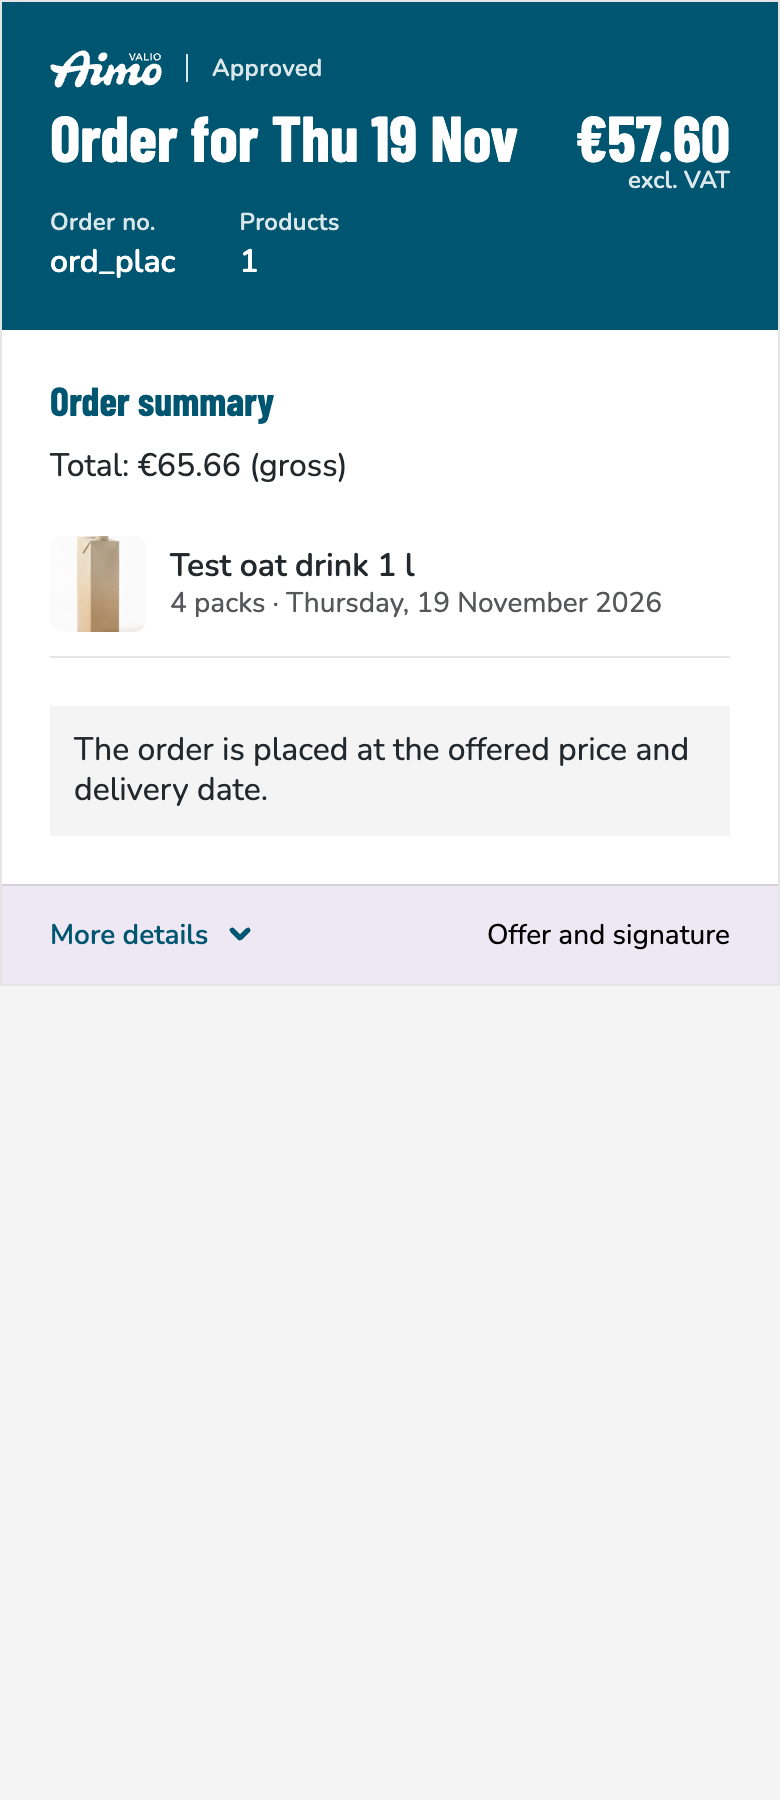 VALIO
Aimo
Approved
Order for Thu 19 Nov
€57.60
excl. VAT
Order no.
Products
ord_plac
1
Order summary
Total: €65.66 (gross)
Test oat drink 1 l
4 packs · Thursday, 19 November 2026
The order is placed at the offered price and
delivery date.
More details
Offer and signature